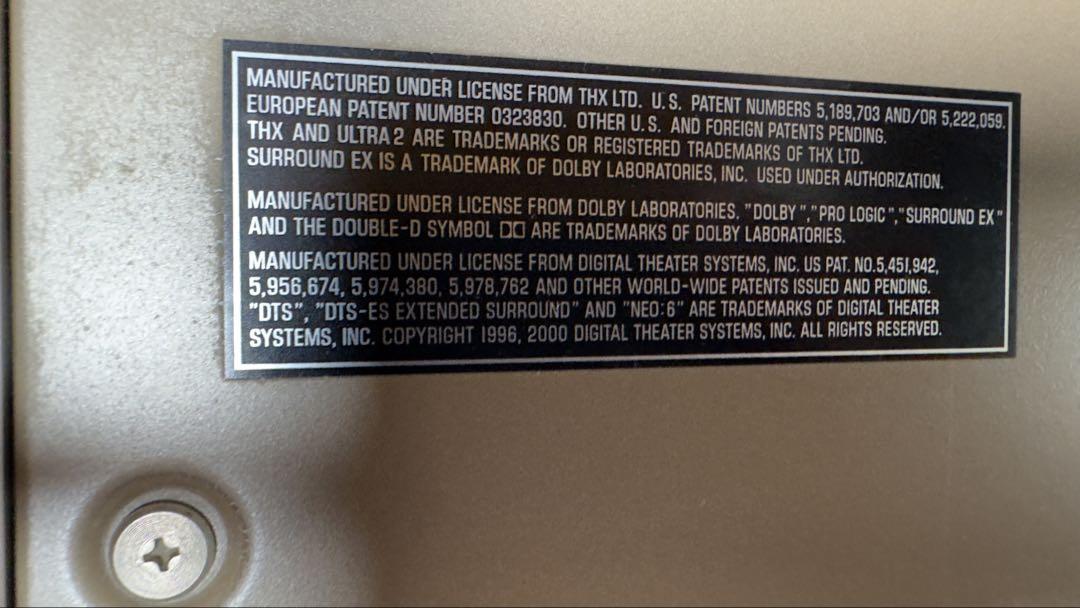 MANUFACTURED UNDER LICENSE FROM THX LTD. U.S. PATENT NUMBERS 5,189,703 AND/OR 5,222,059.
EUROPEAN PATENT NUMBER 0323830. OTHER U.S. AND FOREIGN PATENTS PENDING.
THX AND ULTRA2 ARE TRADEMARKS OR REGISTERED TRADEMARKS OF THX LTD.
SURROUND EX IS A TRADEMARK OF DOLBY LABORATORIES, INC. USED UNDER AUTHORIZATION.
MANUFACTURED UNDER LICENSE FROM DOLBY LABORATORIES. "DOLBY", "PRO LOGIC", "SURROUND EX"
AND THE DOUBLE-D SYMBOL ARE TRADEMARKS OF DOLBY LABORATORIES.
MANUFACTURED UNDER LICENSE FROM DIGITAL THEATER SYSTEMS, INC. US PAT. NO.5,451,942,
5,956,674, 5,974,380, 5,978,762 AND OTHER WORLD-WIDE PATENTS ISSUED AND PENDING.
"DTS", "DTS-ES EXTENDED SURROUND" AND "NEO:6" ARE TRADEMARKS OF DIGITAL THEATER
SYSTEMS, INC. COPYRIGHT 1996, 2000 DIGITAL THEATER SYSTEMS, INC. ALL RIGHTS RESERVED.